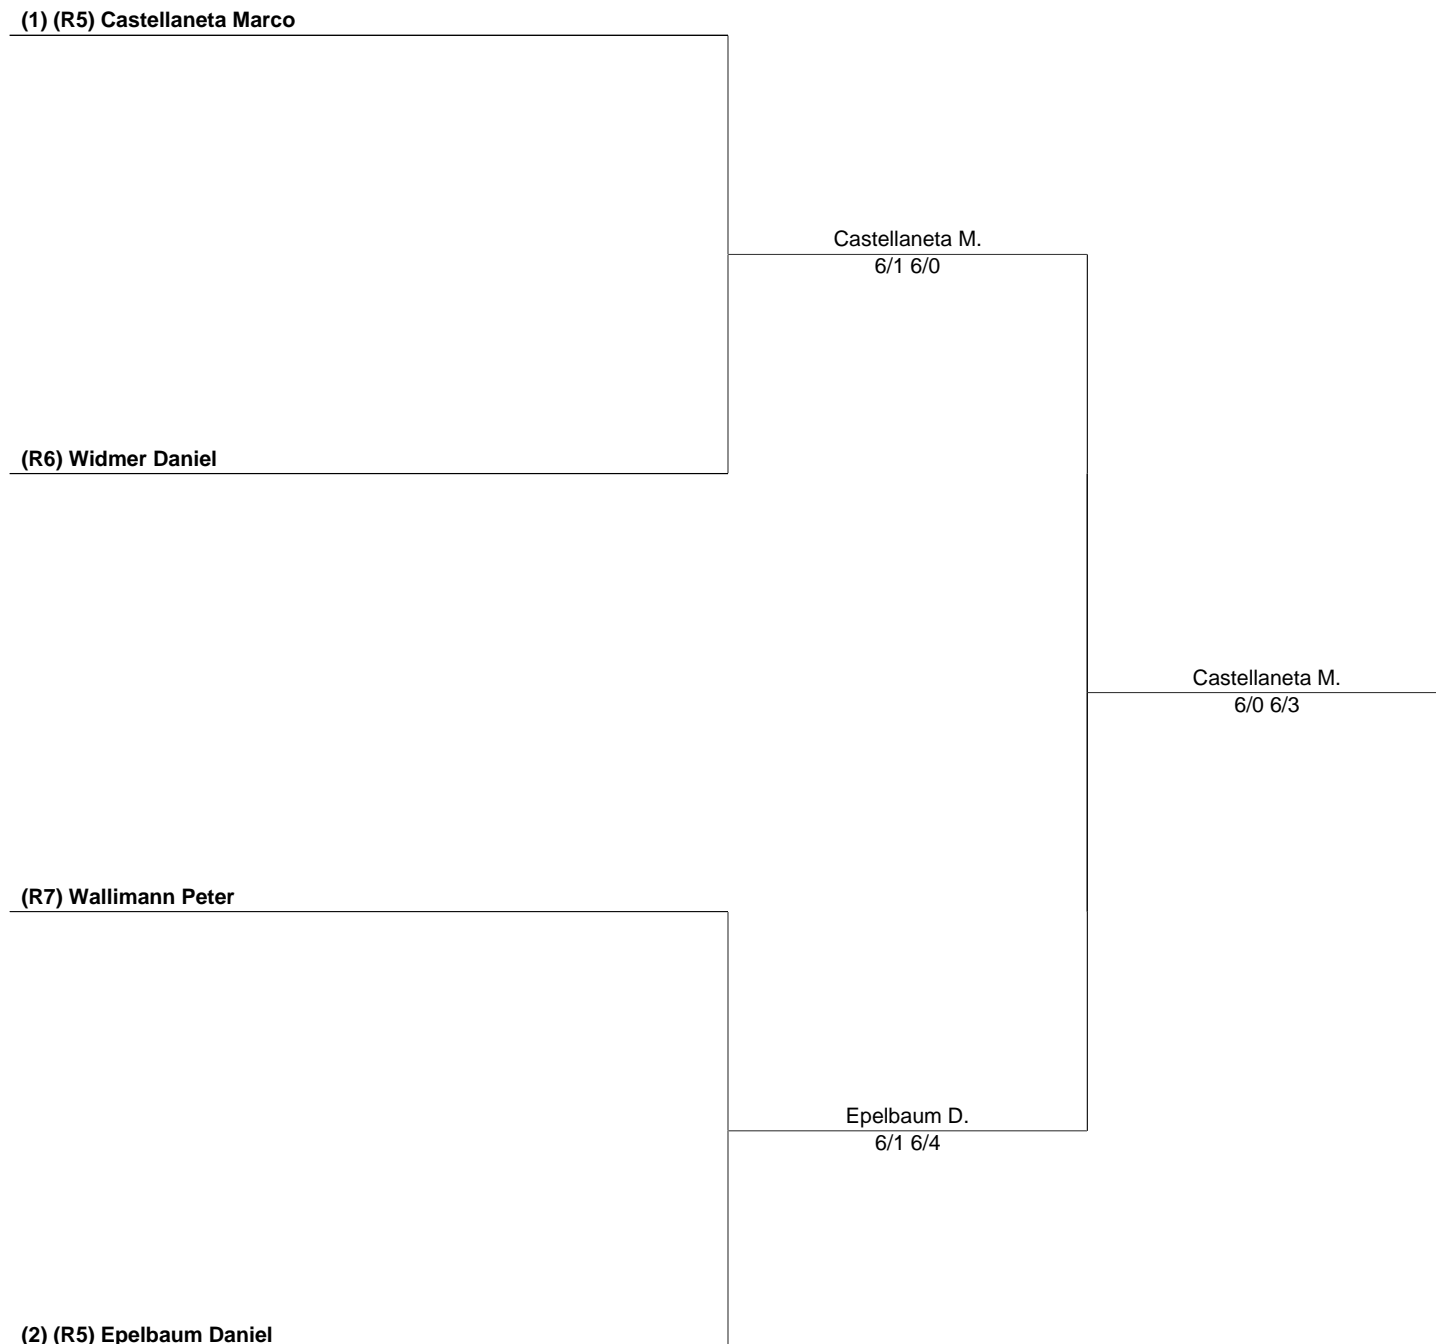 (1) (R5) Castellaneta Marco
Castellaneta M.
6/1 6/0
(R6) Widmer Daniel
Castellaneta M.
6/0 6/3
(R7) Wallimann Peter
Epelbaum D.
6/1 6/4
(2) (R5) Epelbaum Daniel